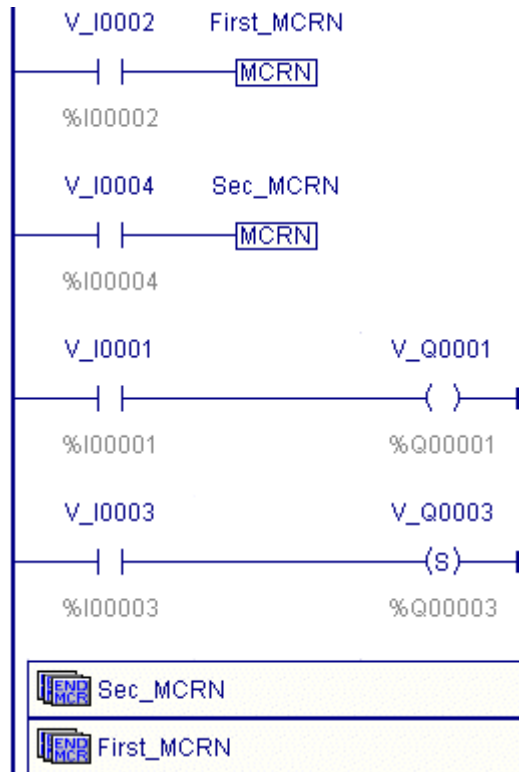 V_I0002 First_MCRN
MCRN
%I00002
V_I0004 Sec_MCRN
MCRN
%I00004
V_I0001 V_Q0001
%I00001 %Q00001
V_I0003 V_Q0003
S
%I00003 %Q00003
END MCR Sec_MCRN
END MCR First_MCRN